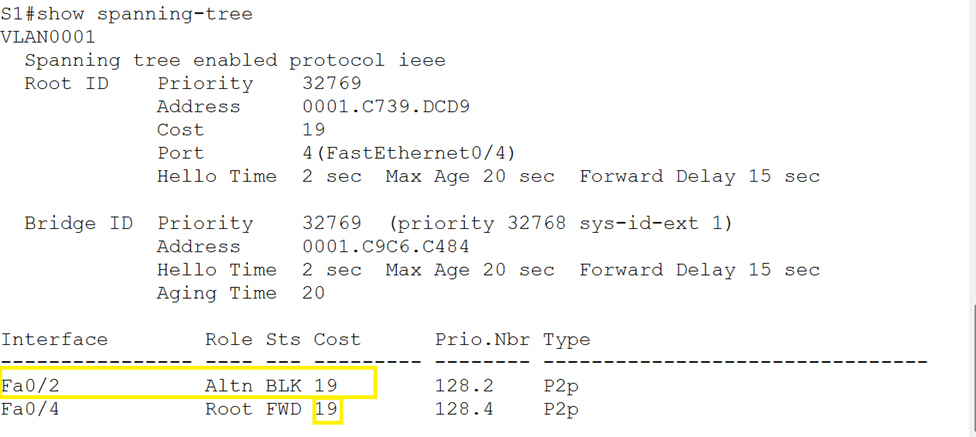 S1#show spanning-tree
VLAN0001
  Spanning tree enabled protocol ieee
  Root ID    Priority    32769
             Address     0001.C739.DCD9
             Cost        19
             Port        4(FastEthernet0/4)
             Hello Time  2 sec  Max Age 20 sec  Forward Delay 15 sec

  Bridge ID  Priority    32769  (priority 32768 sys-id-ext 1)
             Address     0001.C9C6.C484
             Hello Time  2 sec  Max Age 20 sec  Forward Delay 15 sec
             Aging Time  20

Interface        Role Sts Cost      Prio.Nbr Type
---------------- ---- --- --------- -------- --------------------------------
Fa0/2            Altn BLK 19        128.2    P2p
Fa0/4            Root FWD 19        128.4    P2p